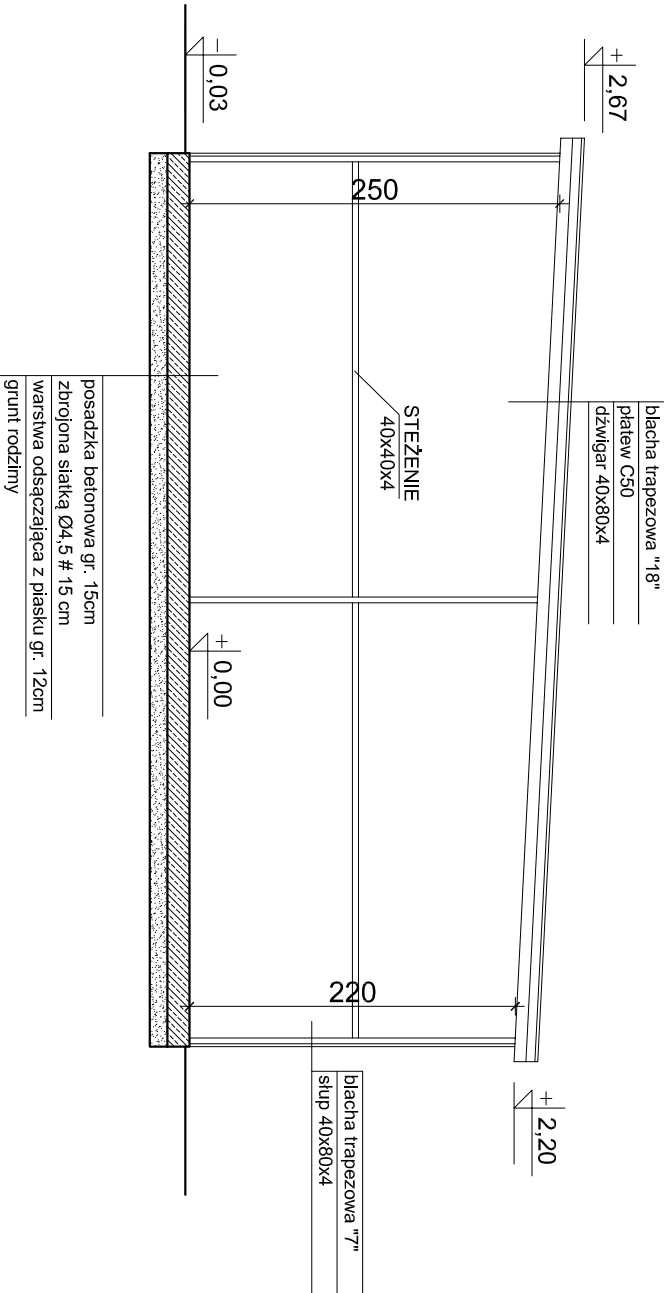 + 2,67
blacha trapezowa "18"
płatew C50
dźwigar 40x80x4
+ 2,20
250
STĘŻENIE
40x40x4
220
blacha trapezowa "7"
słup 40x80x4
- 0,03
+ 0,00
posadzka betonowa gr. 15cm
zbrojona siatką Ø4,5 # 15 cm
warstwa odsączająca z piasku gr. 12cm
grunt rodzimy